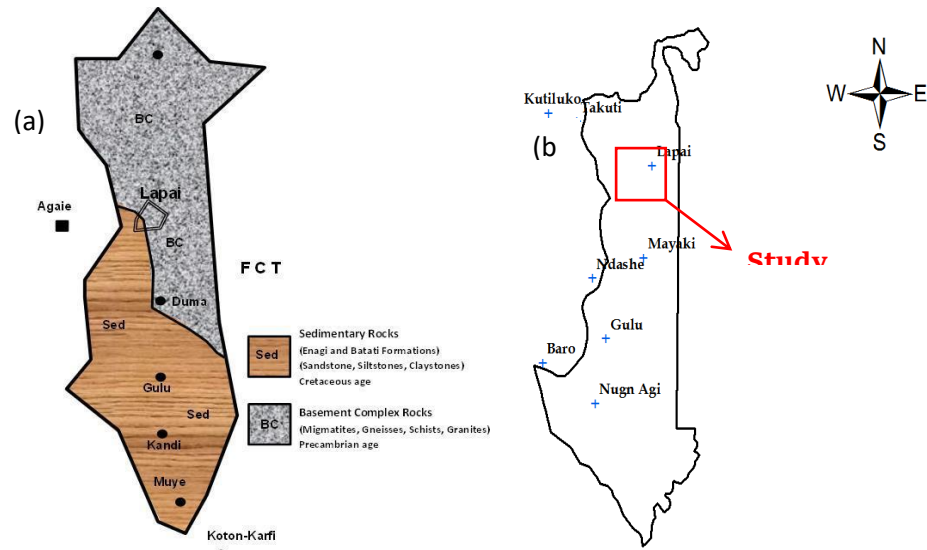 (a)
BC
Lapai
Agaie
BC
F C T
Duma
Sed
Gulu
Sed
Kandi
Muye
Koton-Karfi
Sed
Sedimentary Rocks
(Enagi and Batati Formations)
(Sandstone, Siltstones, Claystones)
Cretaceous age
BC
Basement Complex Rocks
(Migmatites, Gneisses, Schists, Granites)
Precambrian age
(b
Kutiluko
Takuti
Lapai
Mayaki
Ndashe
Gulu
Baro
Nugn Agi
Study
N
W
E
S